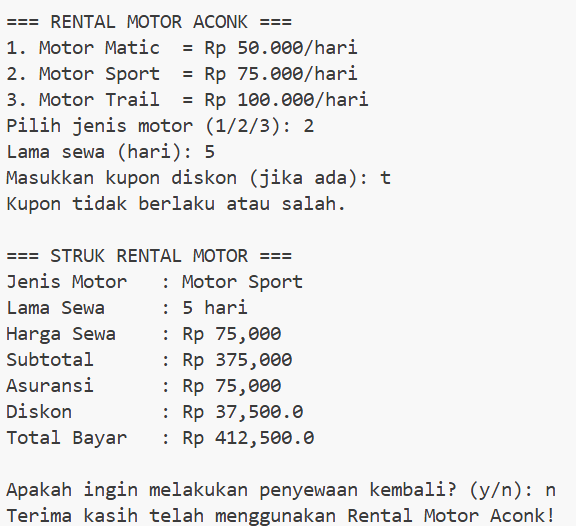 === RENTAL MOTOR ACONK ===
1. Motor Matic  = Rp 50.000/hari
2. Motor Sport  = Rp 75.000/hari
3. Motor Trail  = Rp 100.000/hari
Pilih jenis motor (1/2/3): 2
Lama sewa (hari): 5
Masukkan kupon diskon (jika ada): t
Kupon tidak berlaku atau salah.

=== STRUK RENTAL MOTOR ===
Jenis Motor   : Motor Sport
Lama Sewa     : 5 hari
Harga Sewa    : Rp 75,000
Subtotal      : Rp 375,000
Asuransi      : Rp 75,000
Diskon        : Rp 37,500.0
Total Bayar   : Rp 412,500.0

Apakah ingin melakukan penyewaan kembali? (y/n): n
Terima kasih telah menggunakan Rental Motor Aconk!